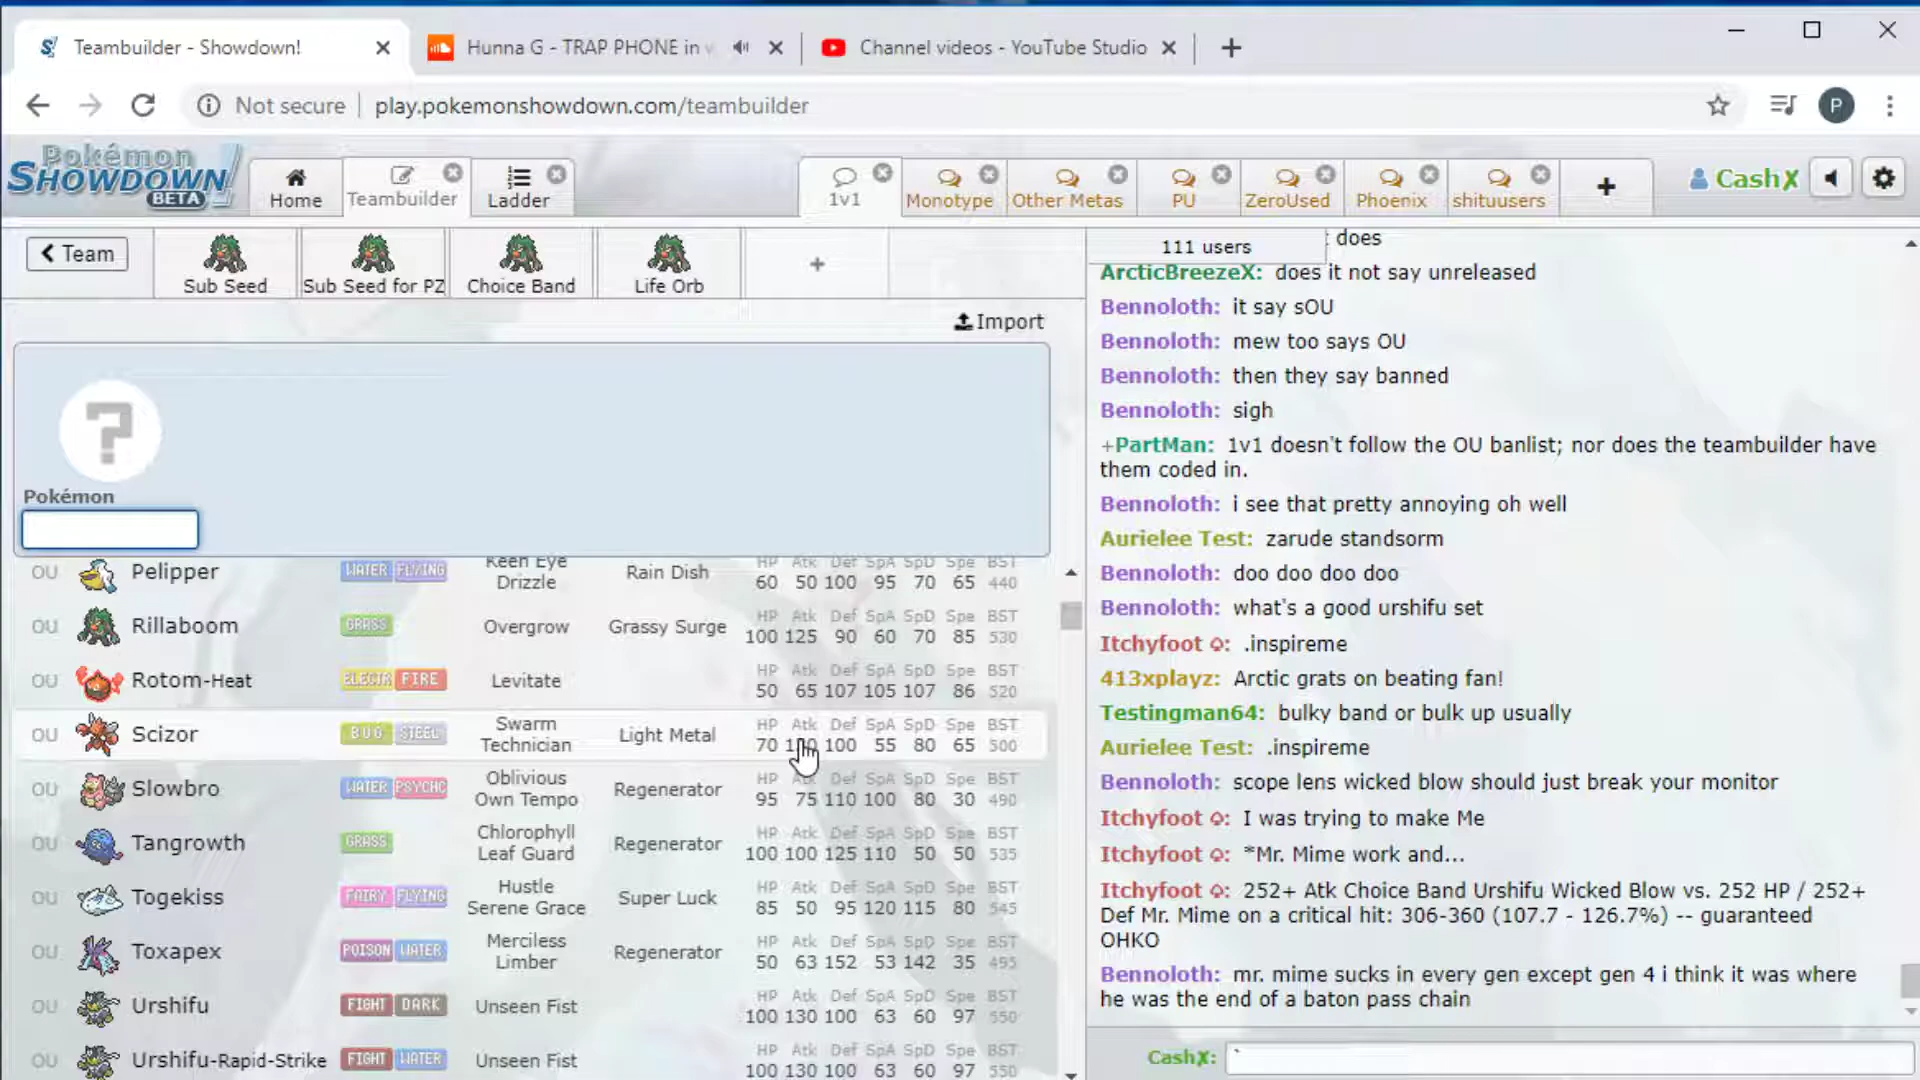 Teambuilder - Showdown!
Hunna G - TRAP PHONE in
Channel videos - YouTube Studio
Not secure | play.pokemonshowdown.com/teambuilder
P
Pokémon
SHOWDOWN
BETA
Home
Teambuilder
Ladder
1v1
Monotype
Other Metas
PU
ZeroUsed
Phoenix
shituusers
CashX
Team
Sub Seed
Sub Seed for PZ
Choice Band
Life Orb
Import
Pokémon
OU Pelipper WATER FLYING Keen Eye Drizzle Rain Dish HP 60 Atk 50 Def 100 SpA 95 SpD 70 Spe 65 BST 440
OU Rillaboom GRASS Overgrow Grassy Surge HP 100 Atk 125 Def 90 SpA 60 SpD 70 Spe 85 BST 530
OU Rotom-Heat ELECTR FIRE Levitate HP 50 Atk 65 Def 107 SpA 105 SpD 107 Spe 86 BST 520
OU Scizor BUG STEEL Swarm Technician Light Metal HP 70 Atk Def 100 SpA 55 SpD 80 Spe 65 BST 500
OU Slowbro WATER PSYCHC Oblivious Own Tempo Regenerator HP 95 Atk 75 Def 110 SpA 100 SpD 80 Spe 30 BST 490
OU Tangrowth GRASS Chlorophyll Leaf Guard Regenerator HP 100 Atk 100 Def 125 SpA 110 SpD 50 Spe 50 BST 535
OU Togekiss FAIRY FLYING Hustle Serene Grace Super Luck HP 85 Atk 50 Def 95 SpA 120 SpD 115 Spe 80 BST 545
OU Toxapex POISON WATER Merciless Limber Regenerator HP 50 Atk 63 Def 152 SpA 53 SpD 142 Spe 35 BST 495
OU Urshifu FIGHT DARK Unseen Fist HP 100 Atk 130 Def 100 SpA 63 SpD 60 Spe 97 BST 550
OU Urshifu-Rapid-Strike FIGHT WATER Unseen Fist HP 100 Atk 130 Def 100 SpA 63 SpD 60 Spe 97 BST 550
111 users
does
ArcticBreezeX: does it not say unreleased
Bennoloth: it say sOU
Bennoloth: mew too says OU
Bennoloth: then they say banned
Bennoloth: sigh
+PartMan: 1v1 doesn't follow the OU banlist; nor does the teambuilder have
them coded in.
Bennoloth: i see that pretty annoying oh well
Aurielee Test: zarude standsorm
Bennoloth: doo doo doo doo
Bennoloth: what's a good urshifu set
Itchyfoot: .inspireme
413xplayz: Arctic grats on beating fan!
Testingman64: bulky band or bulk up usually
Aurielee Test: .inspireme
Bennoloth: scope lens wicked blow should just break your monitor
Itchyfoot: I was trying to make Me
Itchyfoot: *Mr. Mime work and...
Itchyfoot: 252+ Atk Choice Band Urshifu Wicked Blow vs. 252 HP / 252+
Def Mr. Mime on a critical hit: 306-360 (107.7 - 126.7%) -- guaranteed
OHKO
Bennoloth: mr. mime sucks in every gen except gen 4 i think it was where
he was the end of a baton pass chain
CashX: `